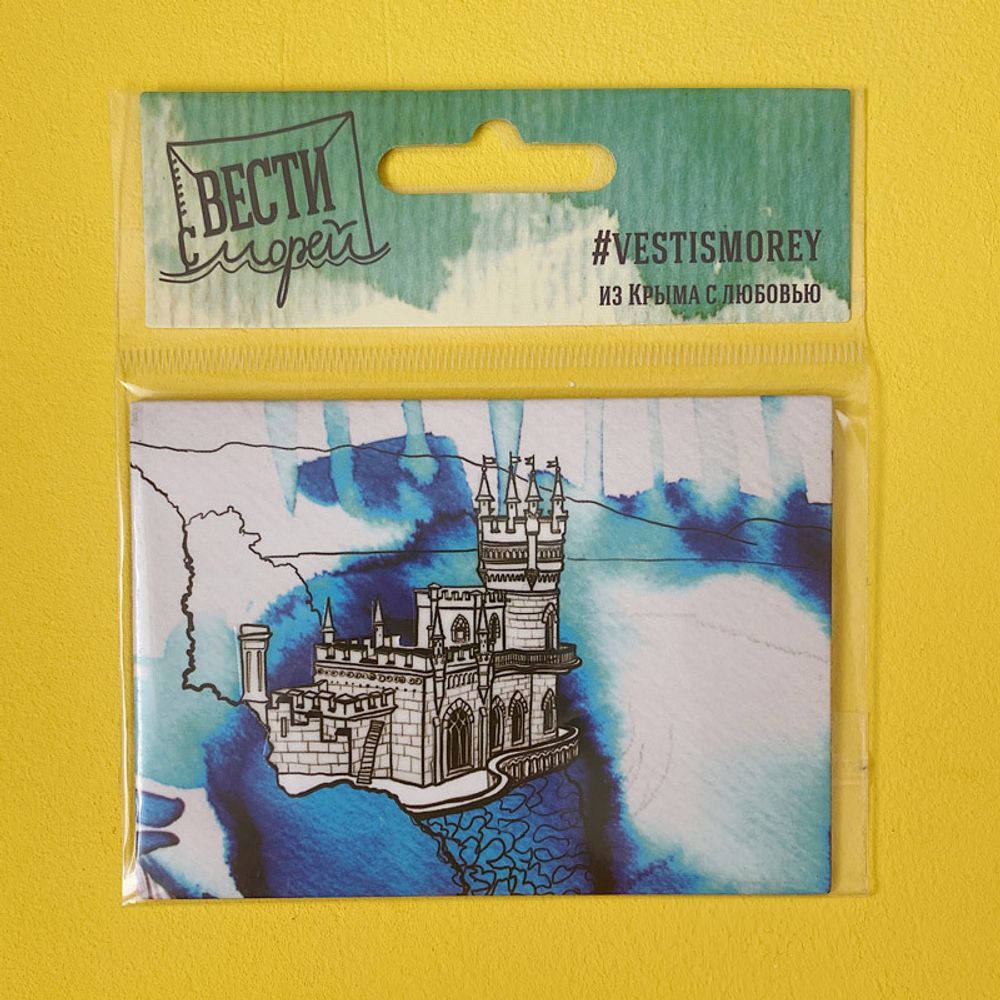 ВЕСТИ
с морей
#VESTISMOREY
из Крыма с любовью